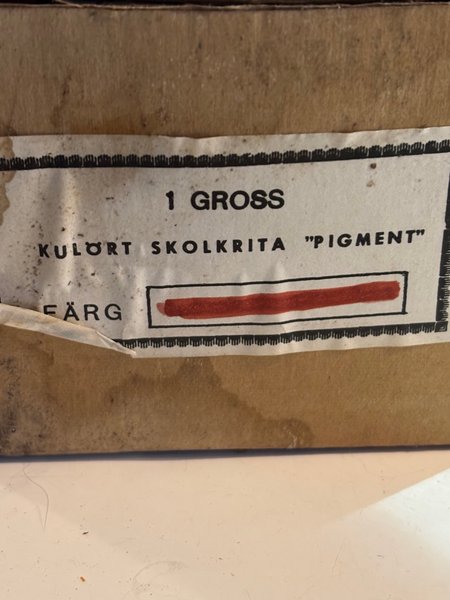 1 GROSS
KULÖRT SKOLKRITA "PIGMENT"
FÄRG